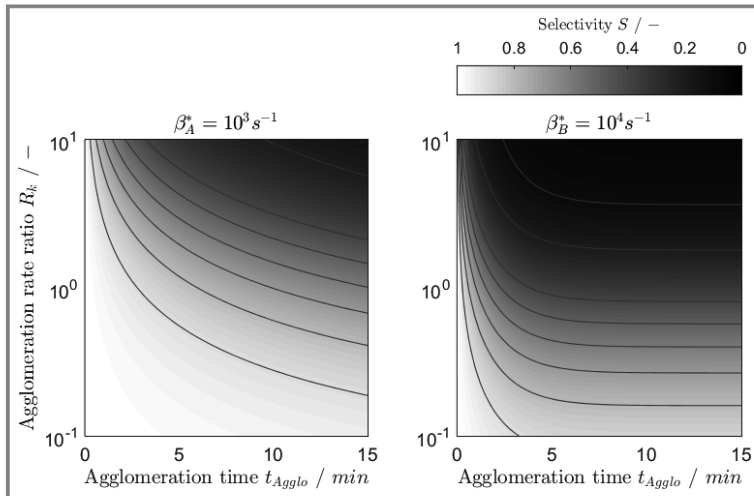 Selectivity S / −
1 0.8 0.6 0.4 0.2 0
β*A = 10³s⁻¹
β*B = 10⁴s⁻¹
Agglomeration rate ratio Rk / −
10¹
10⁰
10⁻¹
0 5 10 15
Agglomeration time tAgglo / min
10¹
10⁰
10⁻¹
0 5 10 15
Agglomeration time tAgglo / min